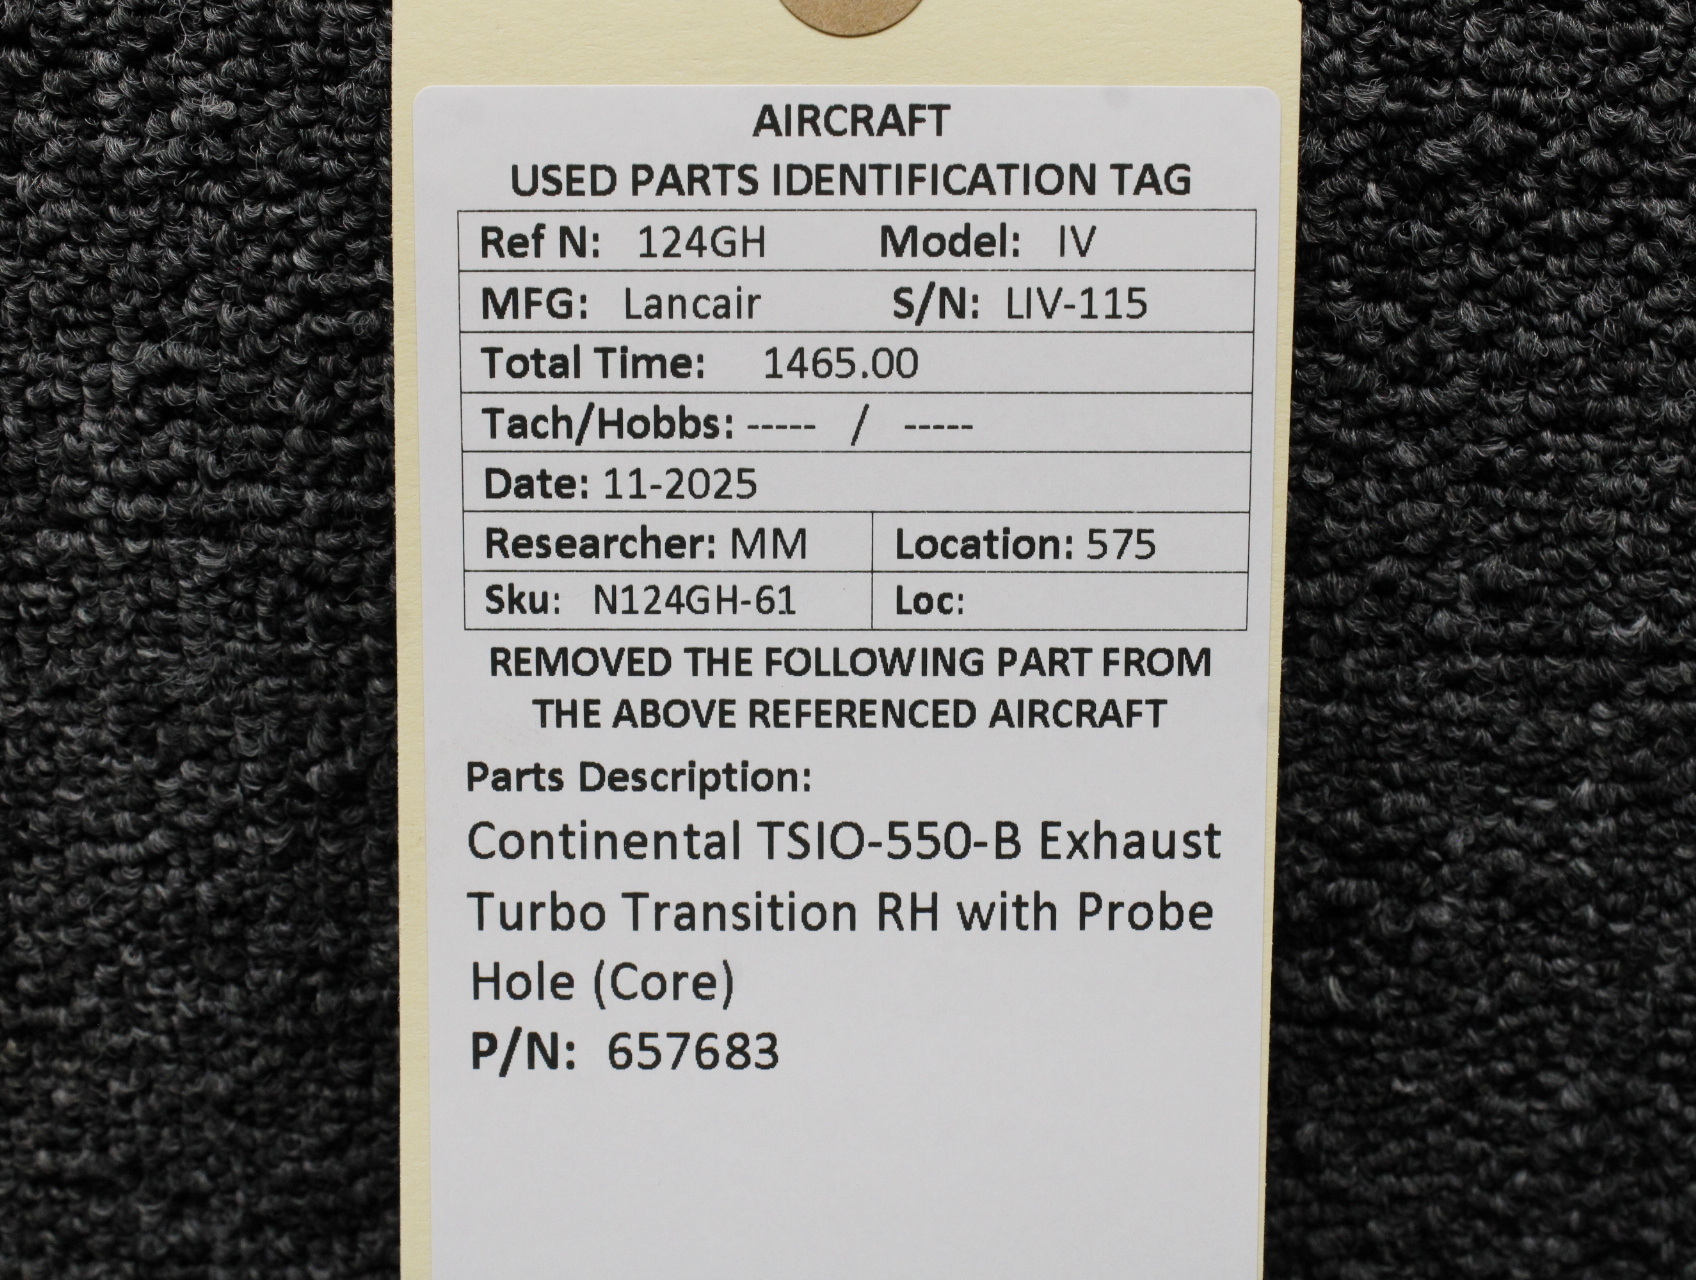 AIRCRAFT
USED PARTS IDENTIFICATION TAG
Ref N: 124GH Model: IV
MFG: Lancair S/N: LIV-115
Total Time: 1465.00
Tach/Hobbs: ----- / -----
Date: 11-2025
Researcher: MM Location: 575
Sku: N124GH-61 Loc:
REMOVED THE FOLLOWING PART FROM
THE ABOVE REFERENCED AIRCRAFT
Parts Description:
Continental TSIO-550-B Exhaust
Turbo Transition RH with Probe
Hole (Core)
P/N: 657683